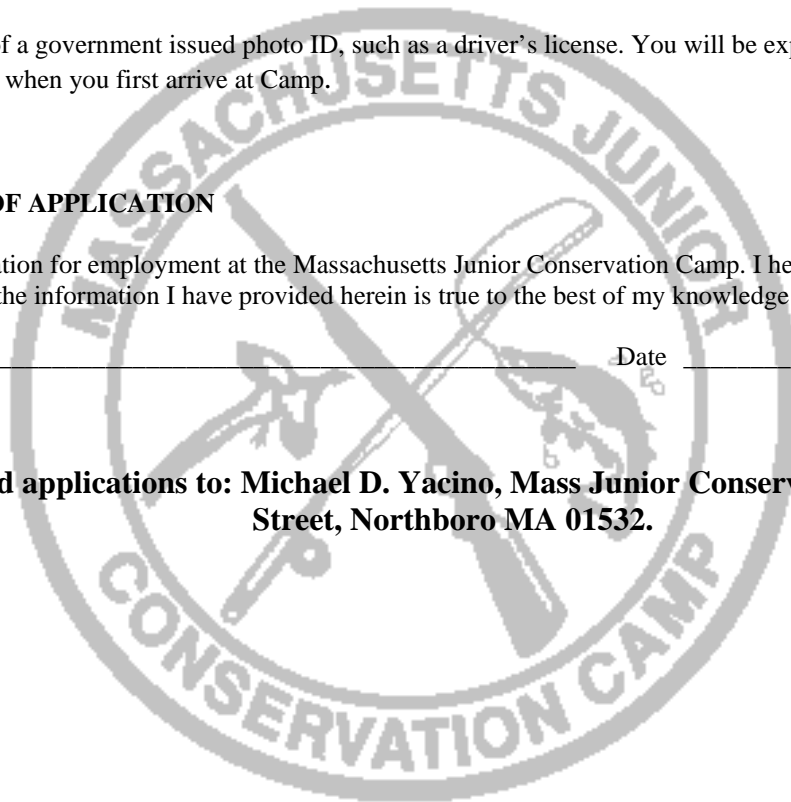 of a government issued photo ID, such as a driver’s license. You will be exp
when you first arrive at Camp.
OF APPLICATION
ation for employment at the Massachusetts Junior Conservation Camp. I he
the information I have provided herein is true to the best of my knowledge
Date
d applications to: Michael D. Yacino, Mass Junior Conserv
Street, Northboro MA 01532.
MASSACHUSETTS JUNIOR
CONSERVATION CAMP